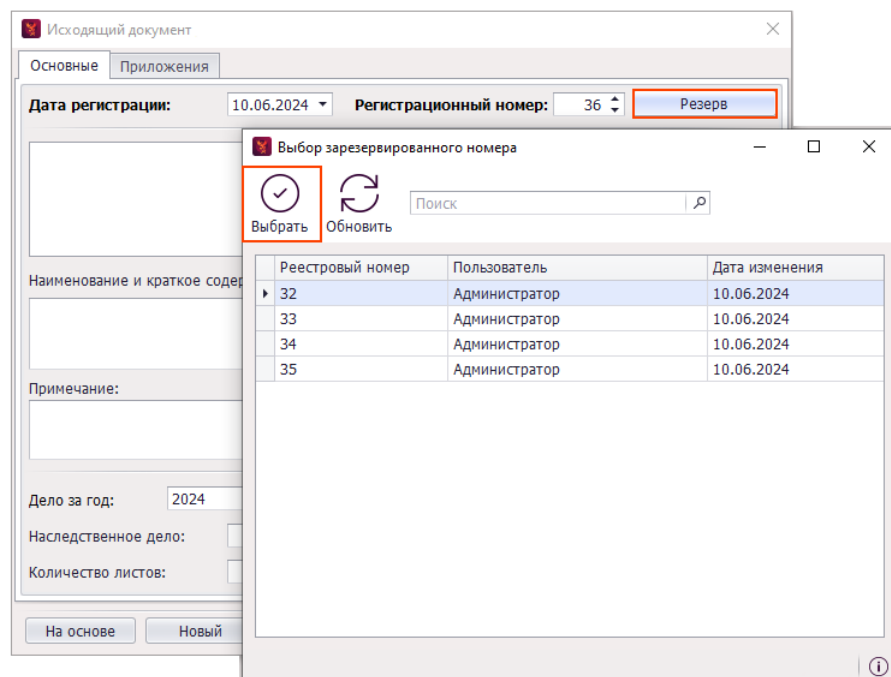 Исходящий документ
Основные Приложения
Дата регистрации: 10.06.2024 Регистрационный номер: 36 Резерв
Выбор зарезервированного номера
Выбрать Обновить Поиск
Реестровый номер Пользователь Дата изменения
32 Администратор 10.06.2024
33 Администратор 10.06.2024
34 Администратор 10.06.2024
35 Администратор 10.06.2024
Наименование и краткое содер
Примечание:
Дело за год: 2024
Наследственное дело:
Количество листов:
На основе Новый